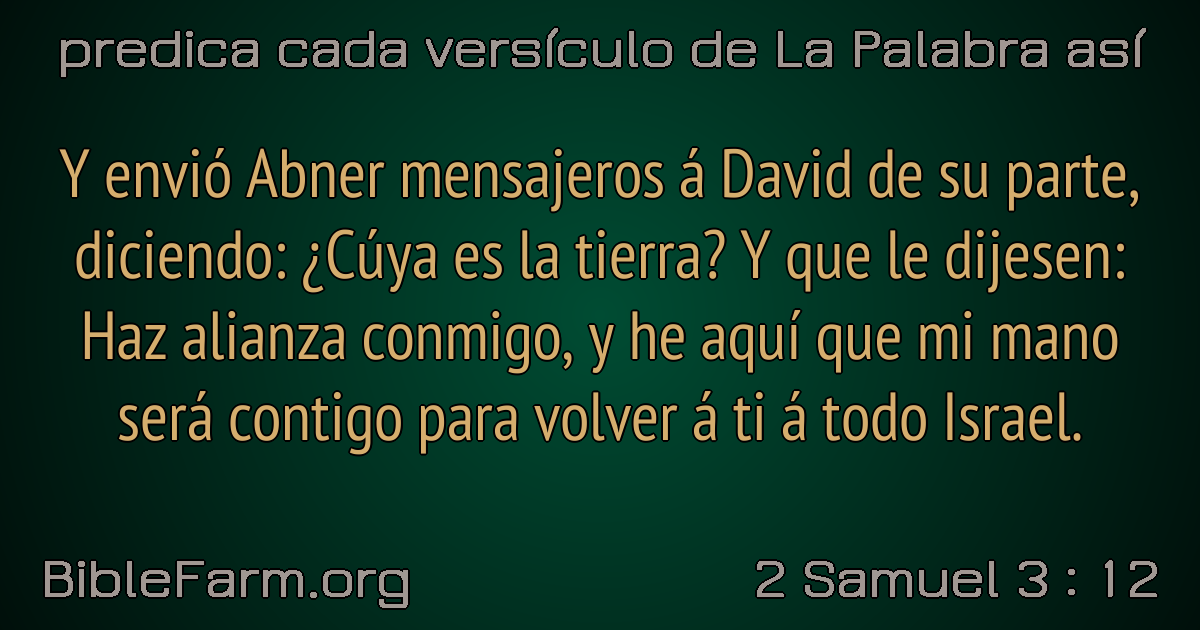 predica cada versículo de La Palabra así
Y envió Abner mensajeros á David de su parte,
diciendo: ¿Cúya es la tierra? Y que le dijesen:
Haz alianza conmigo, y he aquí que mi mano
será contigo para volver á ti á todo Israel.
BibleFarm.org
2 Samuel 3 : 12